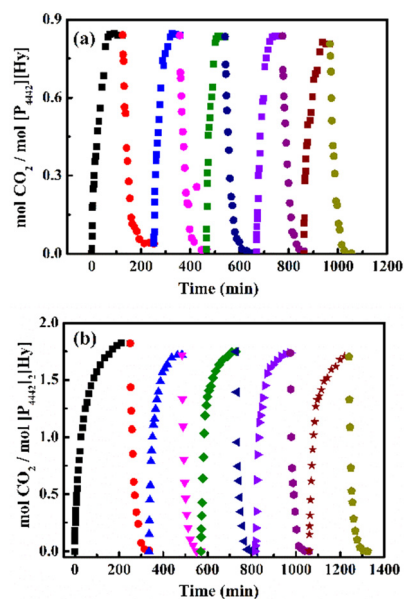 (a)
mol CO2 / mol [P4442][Hy]
0.9
0.6
0.3
0.0
0 200 400 600 800 1000 1200
Time (min)
(b)
mol CO2 / mol [P4442]2[Hy]
2.0
1.5
1.0
0.5
0.0
0 200 400 600 800 1000 1200 1400
Time (min)